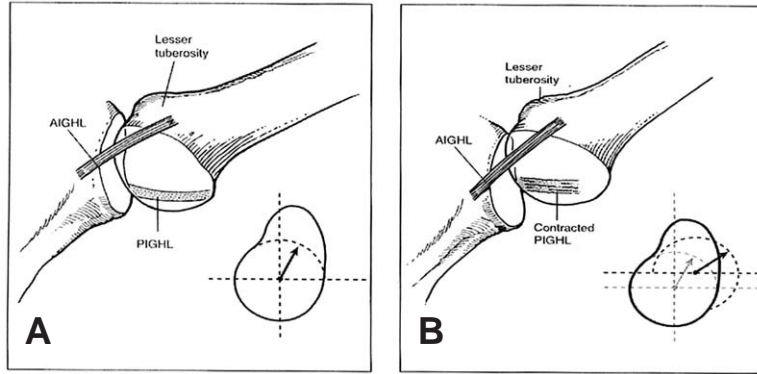 Lesser
tuberosity
AIGHL
PIGHL
A
Lesser
tuberosity
AIGHL
Contracted
PIGHL
B